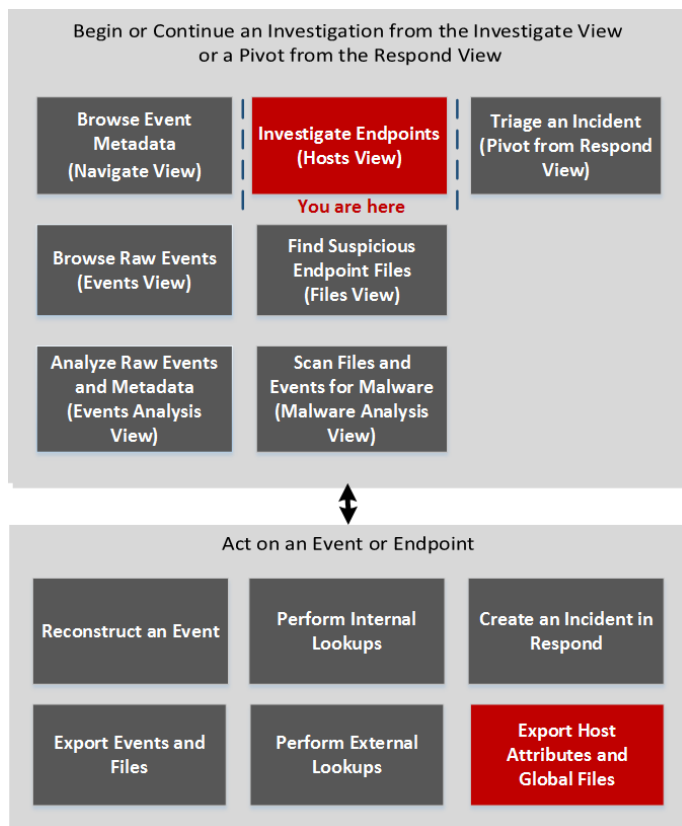 Begin or Continue an Investigation from the Investigate View
or a Pivot from the Respond View
Browse Event
Metadata
(Navigate View)
Investigate Endpoints
(Hosts View)
Triage an Incident
(Pivot from Respond
View)
You are here
Browse Raw Events
(Events View)
Find Suspicious
Endpoint Files
(Files View)
Analyze Raw Events
and Metadata
(Events Analysis
View)
Scan Files and
Events for Malware
(Malware Analysis
View)
Act on an Event or Endpoint
Reconstruct an Event
Perform Internal
Lookups
Create an Incident in
Respond
Export Events and
Files
Perform External
Lookups
Export Host
Attributes and
Global Files